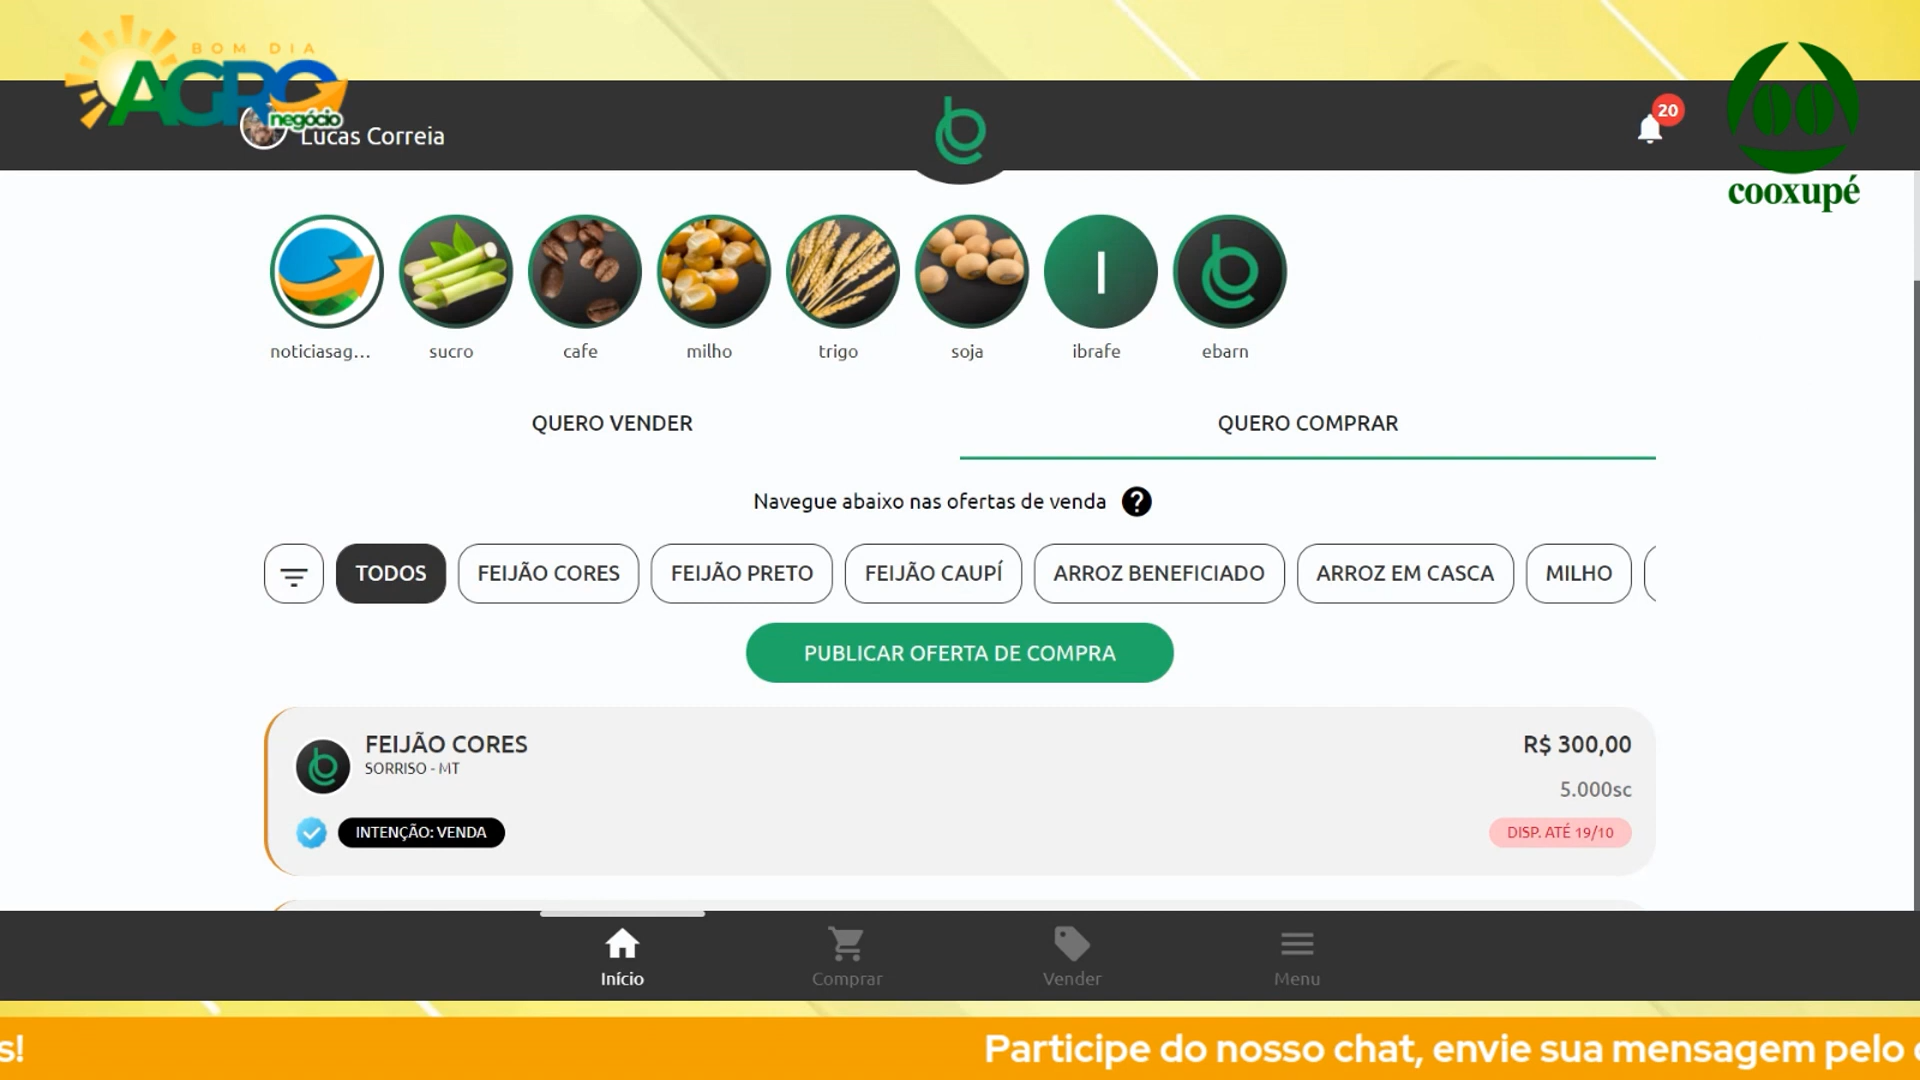 BOM DIA
AGRO
negócio
Lucas Correia
20
cooxupé
noticiasag...
sucro
cafe
milho
trigo
soja
I
ibrafe
ebarn
QUERO VENDER
QUERO COMPRAR
Navegue abaixo nas ofertas de venda ?
TODOS
FEIJÃO CORES
FEIJÃO PRETO
FEIJÃO CAUPÍ
ARROZ BENEFICIADO
ARROZ EM CASCA
MILHO
PUBLICAR OFERTA DE COMPRA
FEIJÃO CORES
SORRISO - MT
R$ 300,00
5.000sc
INTENÇÃO: VENDA
DISP. ATÉ 19/10
Início
Comprar
Vender
Menu
s!
Participe do nosso chat, envie sua mensagem pelo